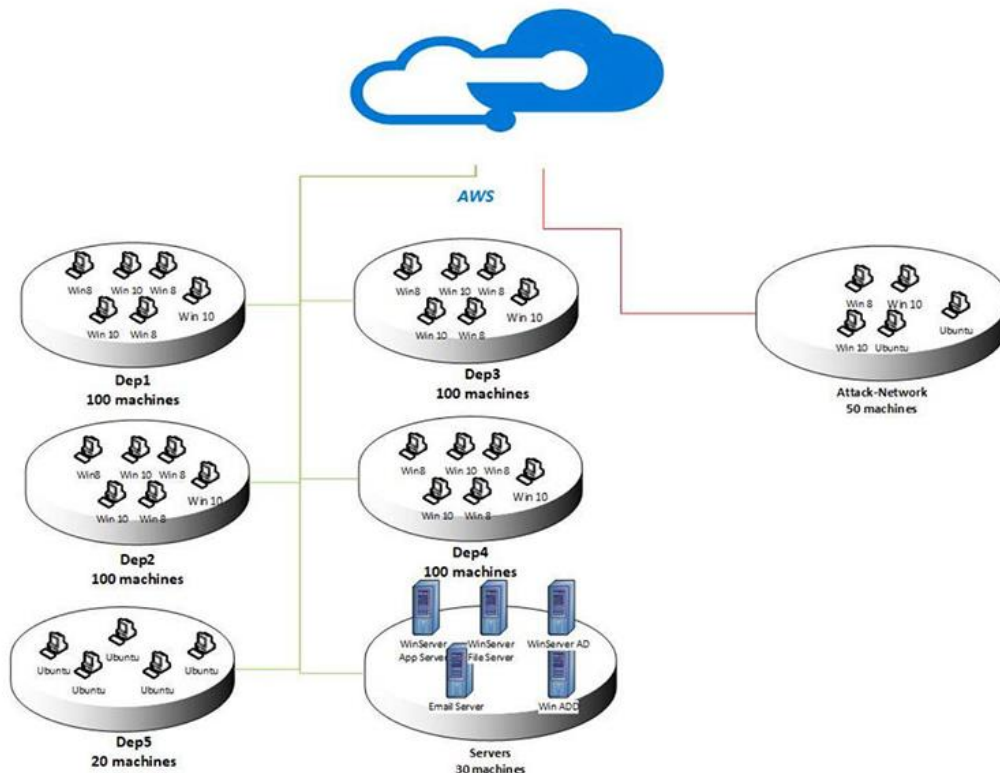 AWS
Win8 Win 10 Win 8
Win 10 Win 8 Win 10
Dep1
100 machines
Win8 Win 10 Win 8
Win 10 Win 8 Win 10
Dep3
100 machines
Win 8 Win 10
Win 10 Ubuntu Ubuntu
Attack-Network
50 machines
Win8 Win 10 Win 8
Win 10 Win 8 Win 10
Dep2
100 machines
Win8 Win 10 Win 8
Win 10 Win 8 Win 10
Dep4
100 machines
Ubuntu Ubuntu Ubuntu
Ubuntu Ubuntu
Dep5
20 machines
WinServer WinServer WinServer AD
App Server File Server
Email Server Win ADD
Servers
30 machines